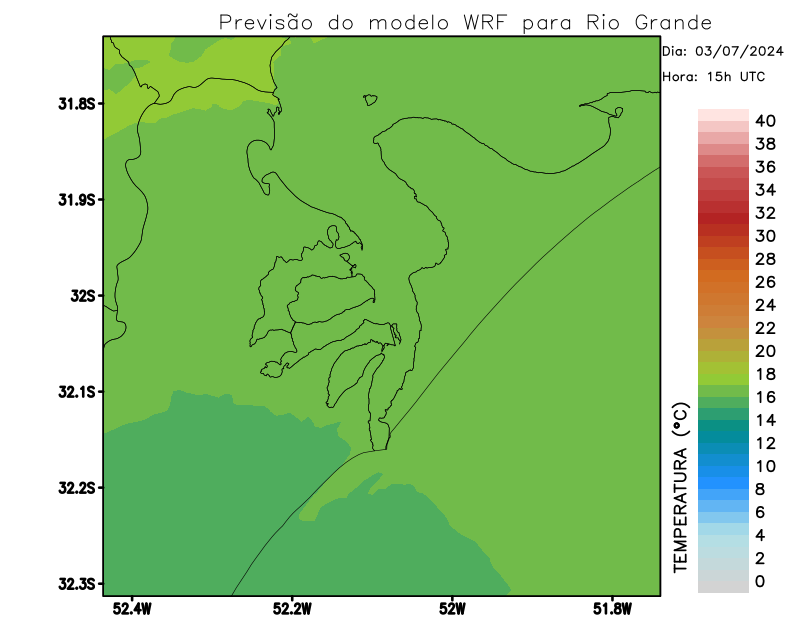 Previsão do modelo WRF para Rio Grande
Dia: 03/07/2024
Hora: 15h UTC
31.8S
31.9S
32S
32.1S
32.2S
32.3S
52.4W
52.2W
52W
51.8W
TEMPERATURA (°C)
40
38
36
34
32
30
28
26
24
22
20
18
16
14
12
10
8
6
4
2
0